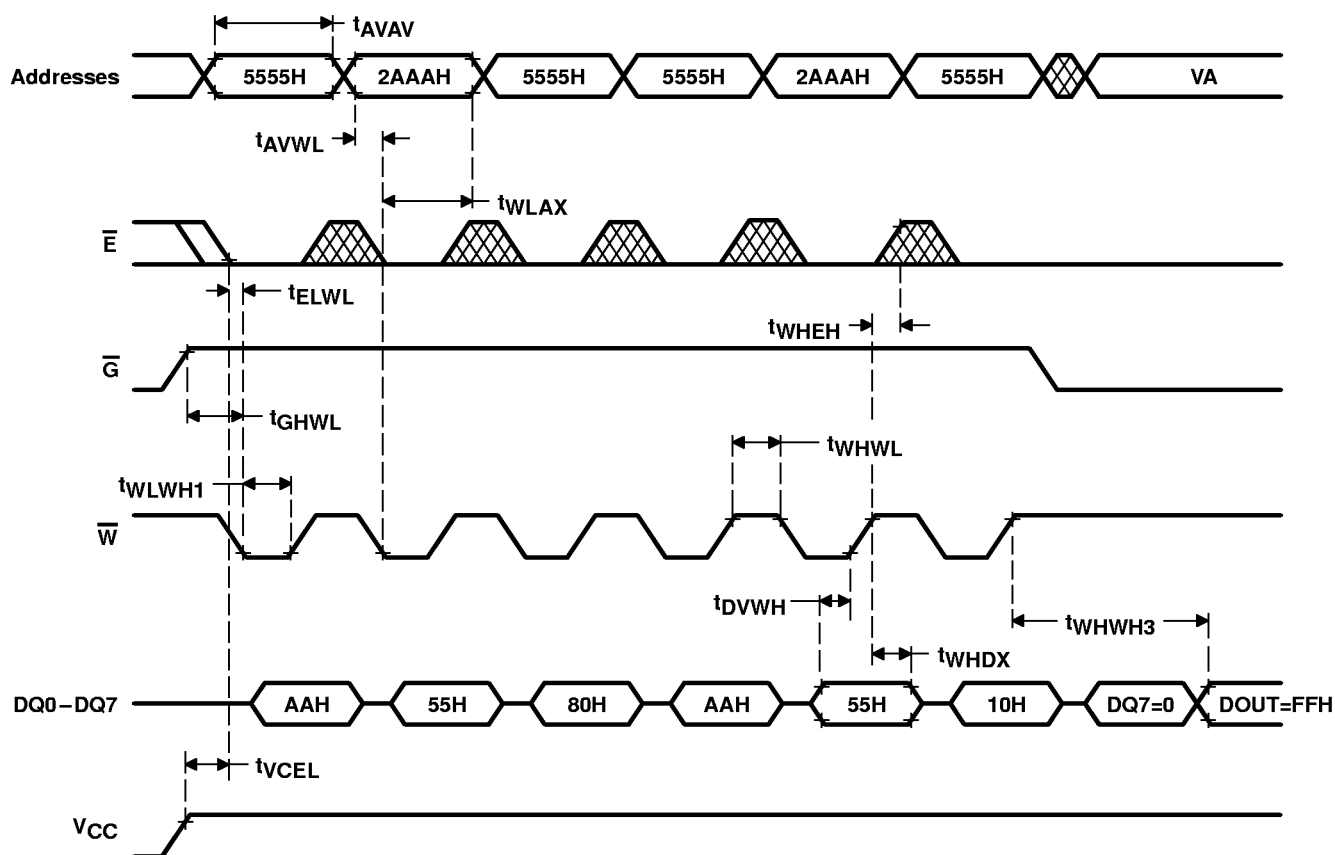 tAVAV
Addresses 5555H 2AAAH 5555H 5555H 2AAAH 5555H VA
tAVWL
tWLAX
E̅
tELWL
tWHEH
G̅
tGHWL
tWHWL
tWLWH1
W̅
tDVWH
tWHWH3
tWHDX
DQ0–DQ7 AAH 55H 80H AAH 55H 10H DQ7=0 DOUT=FFH
tVCEL
VCC